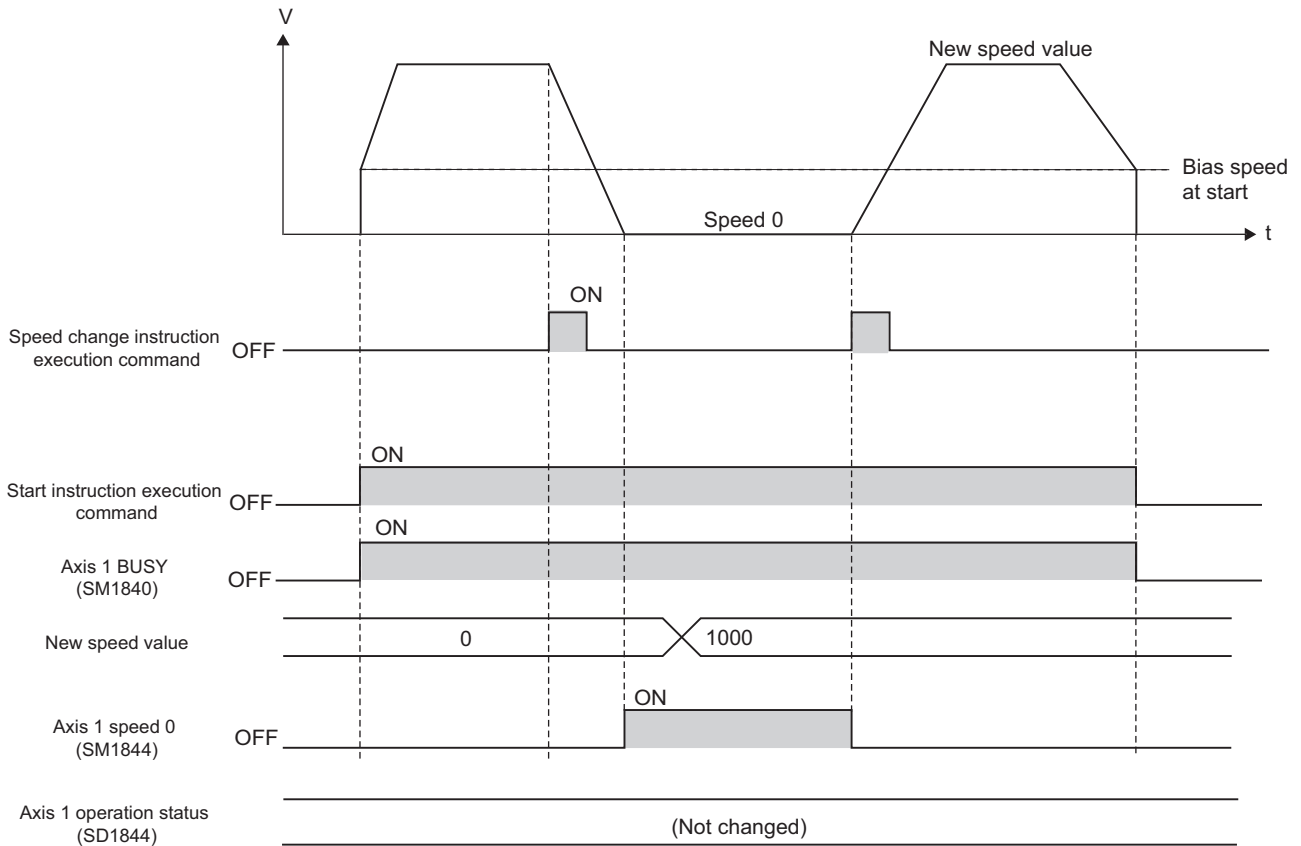 V
New speed value
Bias speed
at start
Speed 0
t
ON
Speed change instruction
execution command
OFF
ON
Start instruction execution
command
OFF
ON
Axis 1 BUSY
(SM1840)
OFF
New speed value
0
1000
ON
Axis 1 speed 0
(SM1844)
OFF
Axis 1 operation status
(SD1844)
(Not changed)